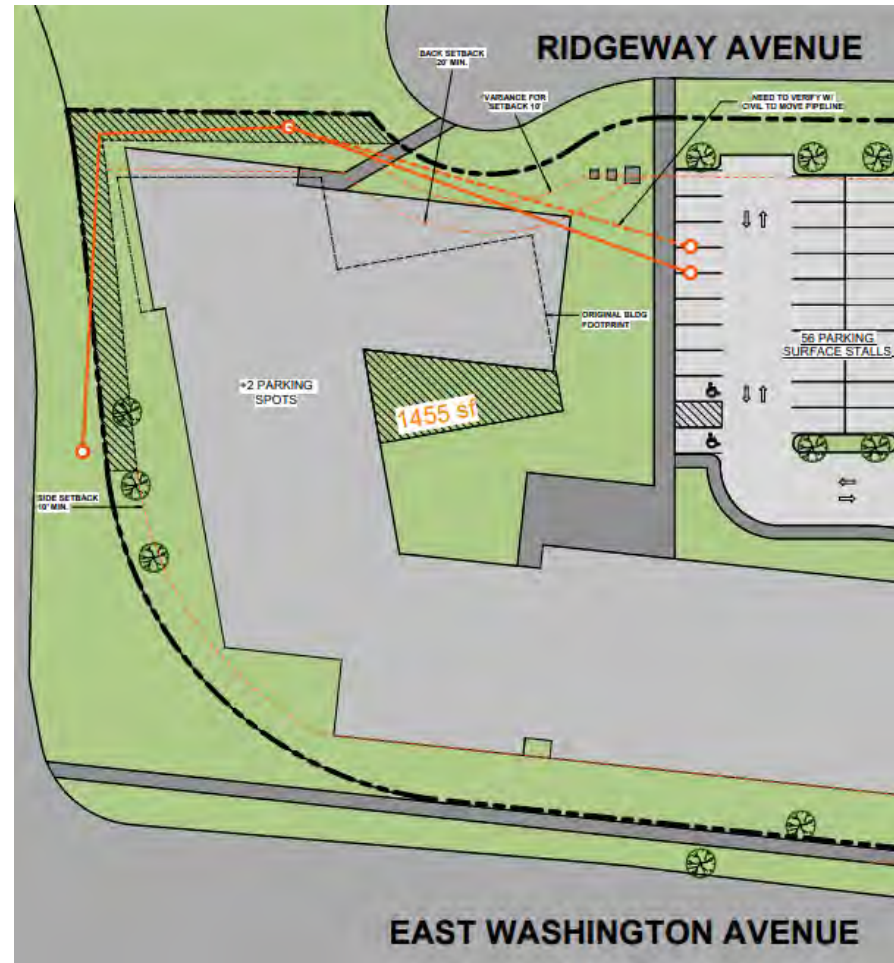 RIDGEWAY AVENUE
BACK SETBACK
20' MIN.
VARIANCE FOR
SETBACK 10'
NEED TO VERIFY W/
CIVIL TO MOVE PIPELINE
ORIGINAL BLDG
FOOTPRINT
56 PARKING
SURFACE STALLS
+2 PARKING
SPOTS
1455 sf
SIDE SETBACK
10' MIN.
EAST WASHINGTON AVENUE